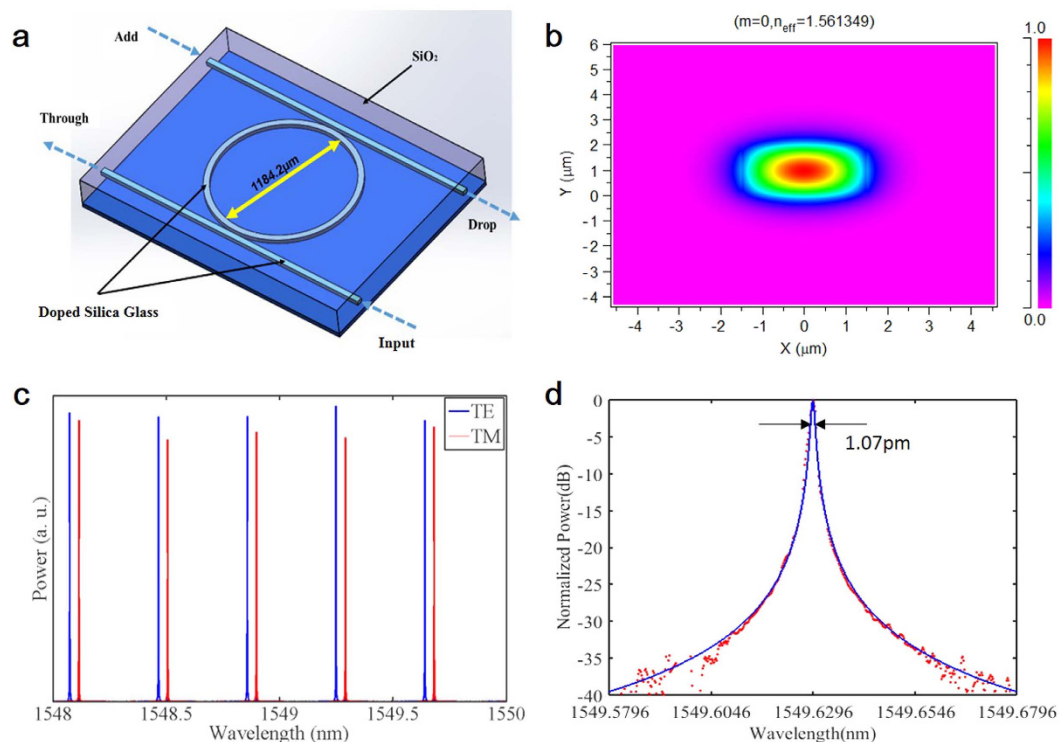 a
Add
SiO₂
Through
1184.2μm
Drop
Doped Silica Glass
Input
b
(m=0,n_eff=1.561349)
1.0
6
5
4
3
2
1
0
-1
-2
-3
-4
Y (μm)
-4 -3 -2 -1 0 1 2 3 4
X (μm)
0.0
c
TE
TM
Power (a. u.)
1548 1548.5 1549 1549.5 1550
Wavelength (nm)
d
1.07pm
0
-5
-10
-15
-20
-25
-30
-35
-40
Normalized Power(dB)
1549.5796 1549.6046 1549.6296 1549.6546 1549.6796
Wavelength(nm)